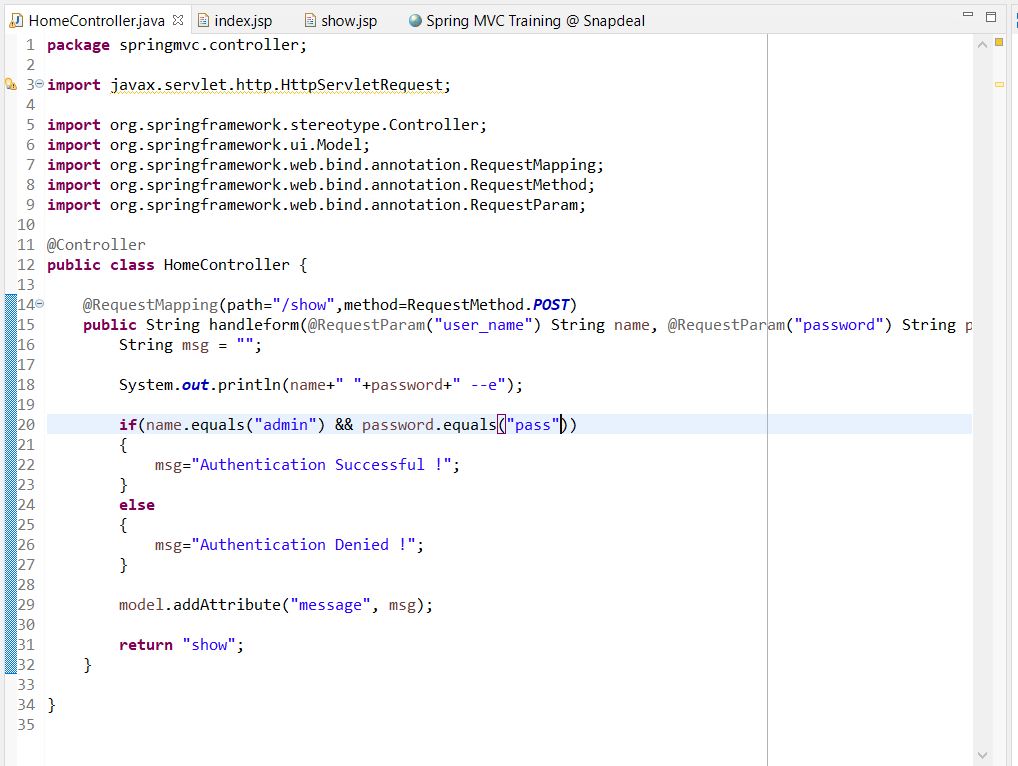 HomeController.java index.jsp show.jsp Spring MVC Training @ Snapdeal
1 package springmvc.controller;
2
3 import javax.servlet.http.HttpServletRequest;
4
5 import org.springframework.stereotype.Controller;
6 import org.springframework.ui.Model;
7 import org.springframework.web.bind.annotation.RequestMapping;
8 import org.springframework.web.bind.annotation.RequestMethod;
9 import org.springframework.web.bind.annotation.RequestParam;
10
11 @Controller
12 public class HomeController {
13
14 @RequestMapping(path="/show",method=RequestMethod.POST)
15 public String handleform(@RequestParam("user_name") String name, @RequestParam("password") String p
16 String msg = "";
17
18 System.out.println(name+" "+password+" --e");
19
20 if(name.equals("admin") && password.equals("pass"))
21 {
22 msg="Authentication Successful !";
23 }
24 else
25 {
26 msg="Authentication Denied !";
27 }
28
29 model.addAttribute("message", msg);
30
31 return "show";
32 }
33
34 }
35